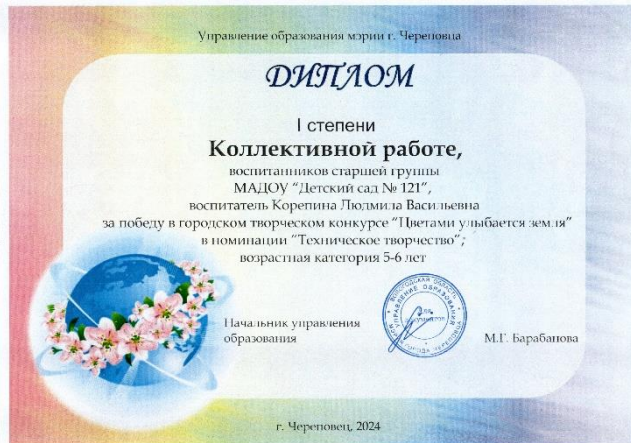 Управление образования мэрии г. Череповца
ДИПЛОМ
I степени
Коллективной работе,
воспитанников старшей группы
МАДОУ "Детский сад № 121",
воспитатель Корепина Людмила Васильевна
за победу в городском творческом конкурсе "Цветами улыбается земля"
в номинации "Техническое творчество";
возрастная категория 5-6 лет
Начальник управления
образования
Для
документов
М.Г. Барабанова
г. Череповец, 2024